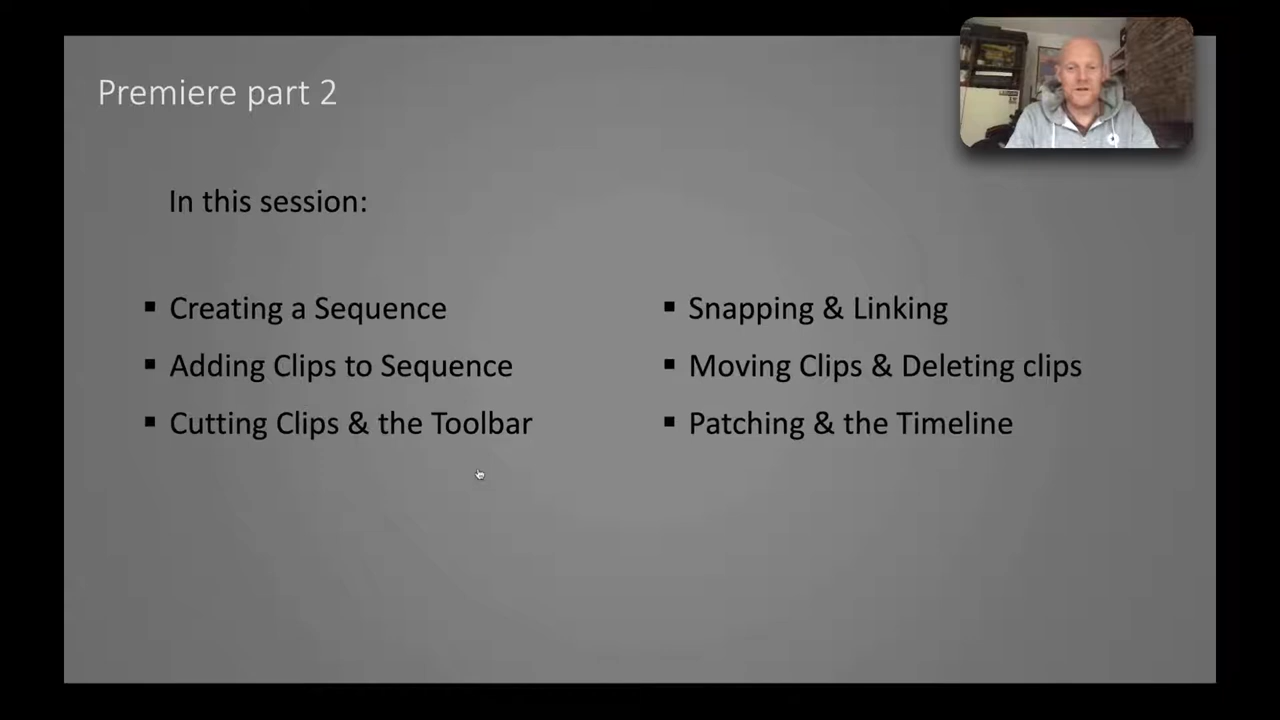 Premiere part 2
In this session:
▪ Creating a Sequence
▪ Adding Clips to Sequence
▪ Cutting Clips & the Toolbar
▪ Snapping & Linking
▪ Moving Clips & Deleting clips
▪ Patching & the Timeline